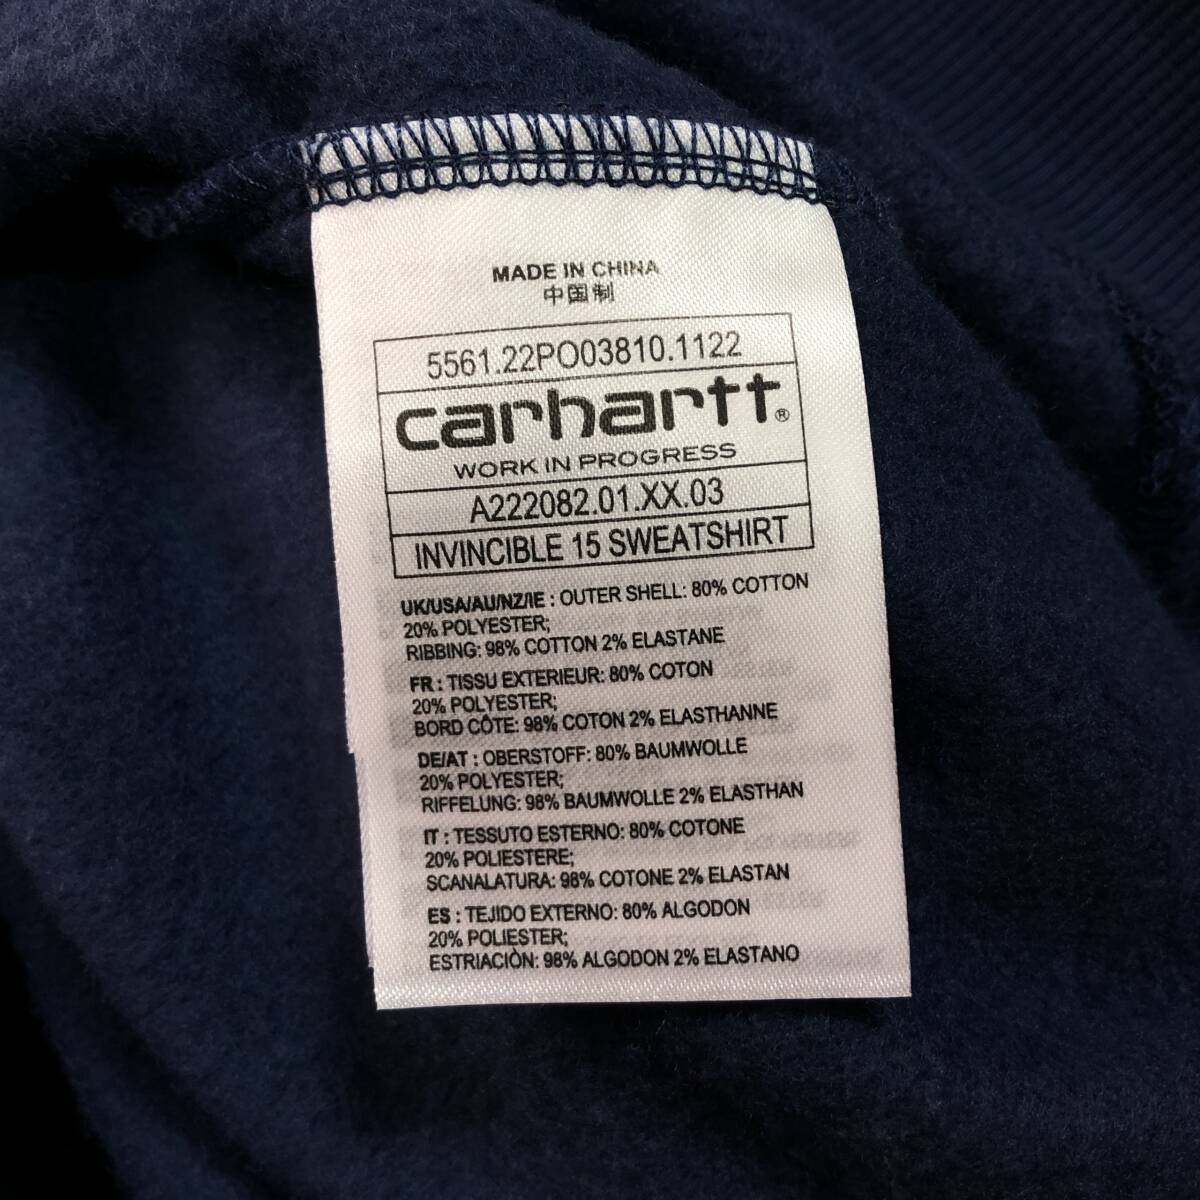 MADE IN CHINA
中国制
5561.22PO03810.1122
carhartt®
WORK IN PROGRESS
A222082.01.XX.03
INVINCIBLE 15 SWEATSHIRT
UK/USA/AU/NZ/IE : OUTER SHELL: 80% COTTON
20% POLYESTER;
RIBBING: 98% COTTON 2% ELASTANE
FR : TISSU EXTERIEUR: 80% COTON
20% POLYESTER;
BORD CÔTE: 98% COTON 2% ELASTHANNE
DE/AT : OBERSTOFF: 80% BAUMWOLLE
20% POLYESTER;
RIFFELUNG: 98% BAUMWOLLE 2% ELASTHAN
IT : TESSUTO ESTERNO: 80% COTONE
20% POLIESTERE;
SCANALATURA: 98% COTONE 2% ELASTAN
ES : TEJIDO EXTERNO: 80% ALGODON
20% POLIESTER;
ESTRIACIÒN: 98% ALGODON 2% ELASTANO